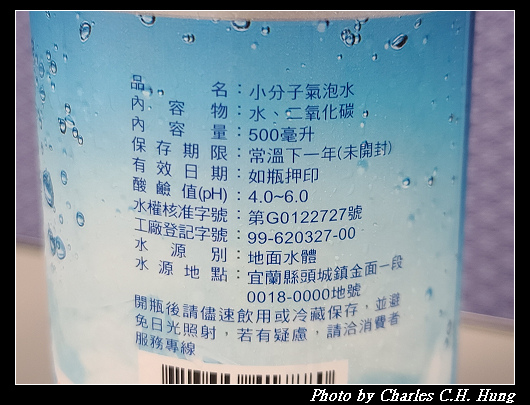 品名：小分子氣泡水
內容物：水、二氧化碳
內容量：500毫升
保存期限：常溫下一年(未開封)
有效日期：如瓶押印
酸鹼值(pH)：4.0~6.0
水權核准字號：第G0122727號
工廠登記字號：99-620327-00
水源別：地面水體
水源地點：宜蘭縣頭城鎮金面一段
0018-0000地號
開瓶後請儘速飲用或冷藏保存，並避
免日光照射，若有疑慮，請洽消費者
服務專線
Photo by Charles C.H. Hung